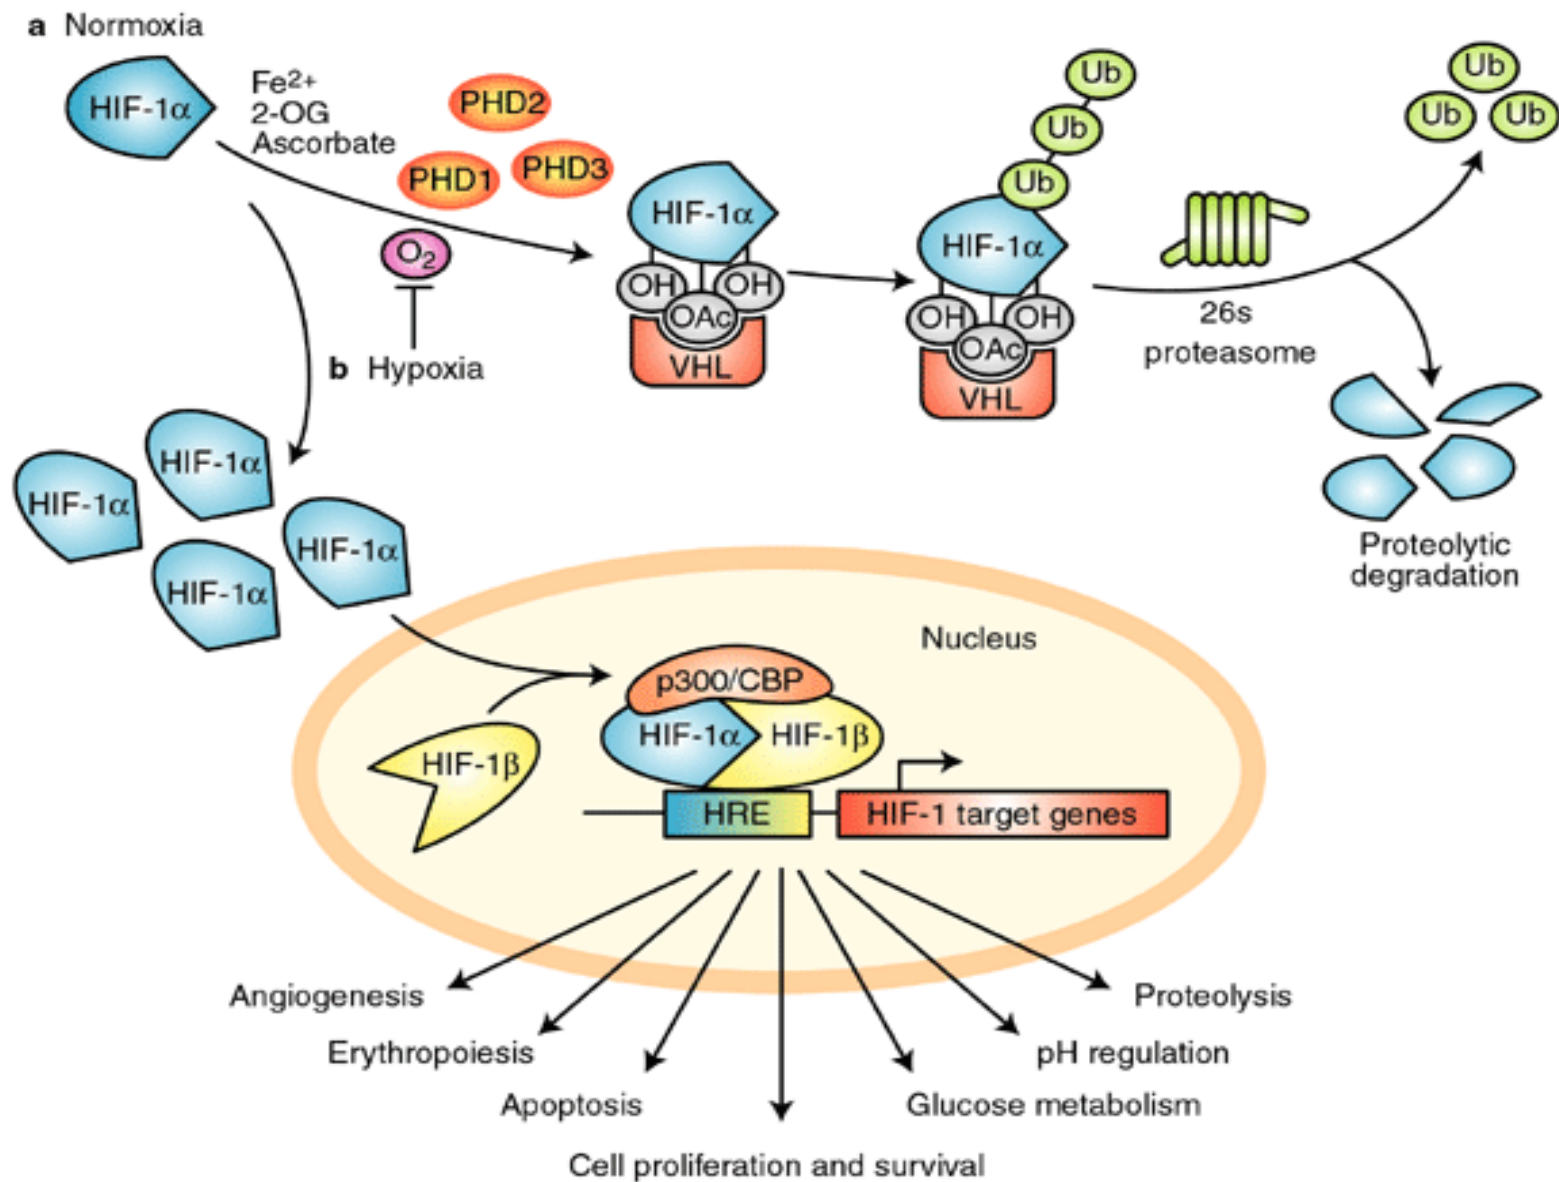 a Normoxia
HIF-1α
Fe2+
2-OG
Ascorbate
PHD2
PHD1
PHD3
O2
b Hypoxia
HIF-1α
OH
OH
OAc
VHL
Ub
Ub
Ub
HIF-1α
OH
OH
OAc
VHL
26s
proteasome
Ub
Ub
Ub
Proteolytic
degradation
HIF-1α
HIF-1α
HIF-1α
HIF-1α
Nucleus
p300/CBP
HIF-1α
HIF-1β
HIF-1β
HRE
HIF-1 target genes
Angiogenesis
Proteolysis
Erythropoiesis
pH regulation
Apoptosis
Glucose metabolism
Cell proliferation and survival